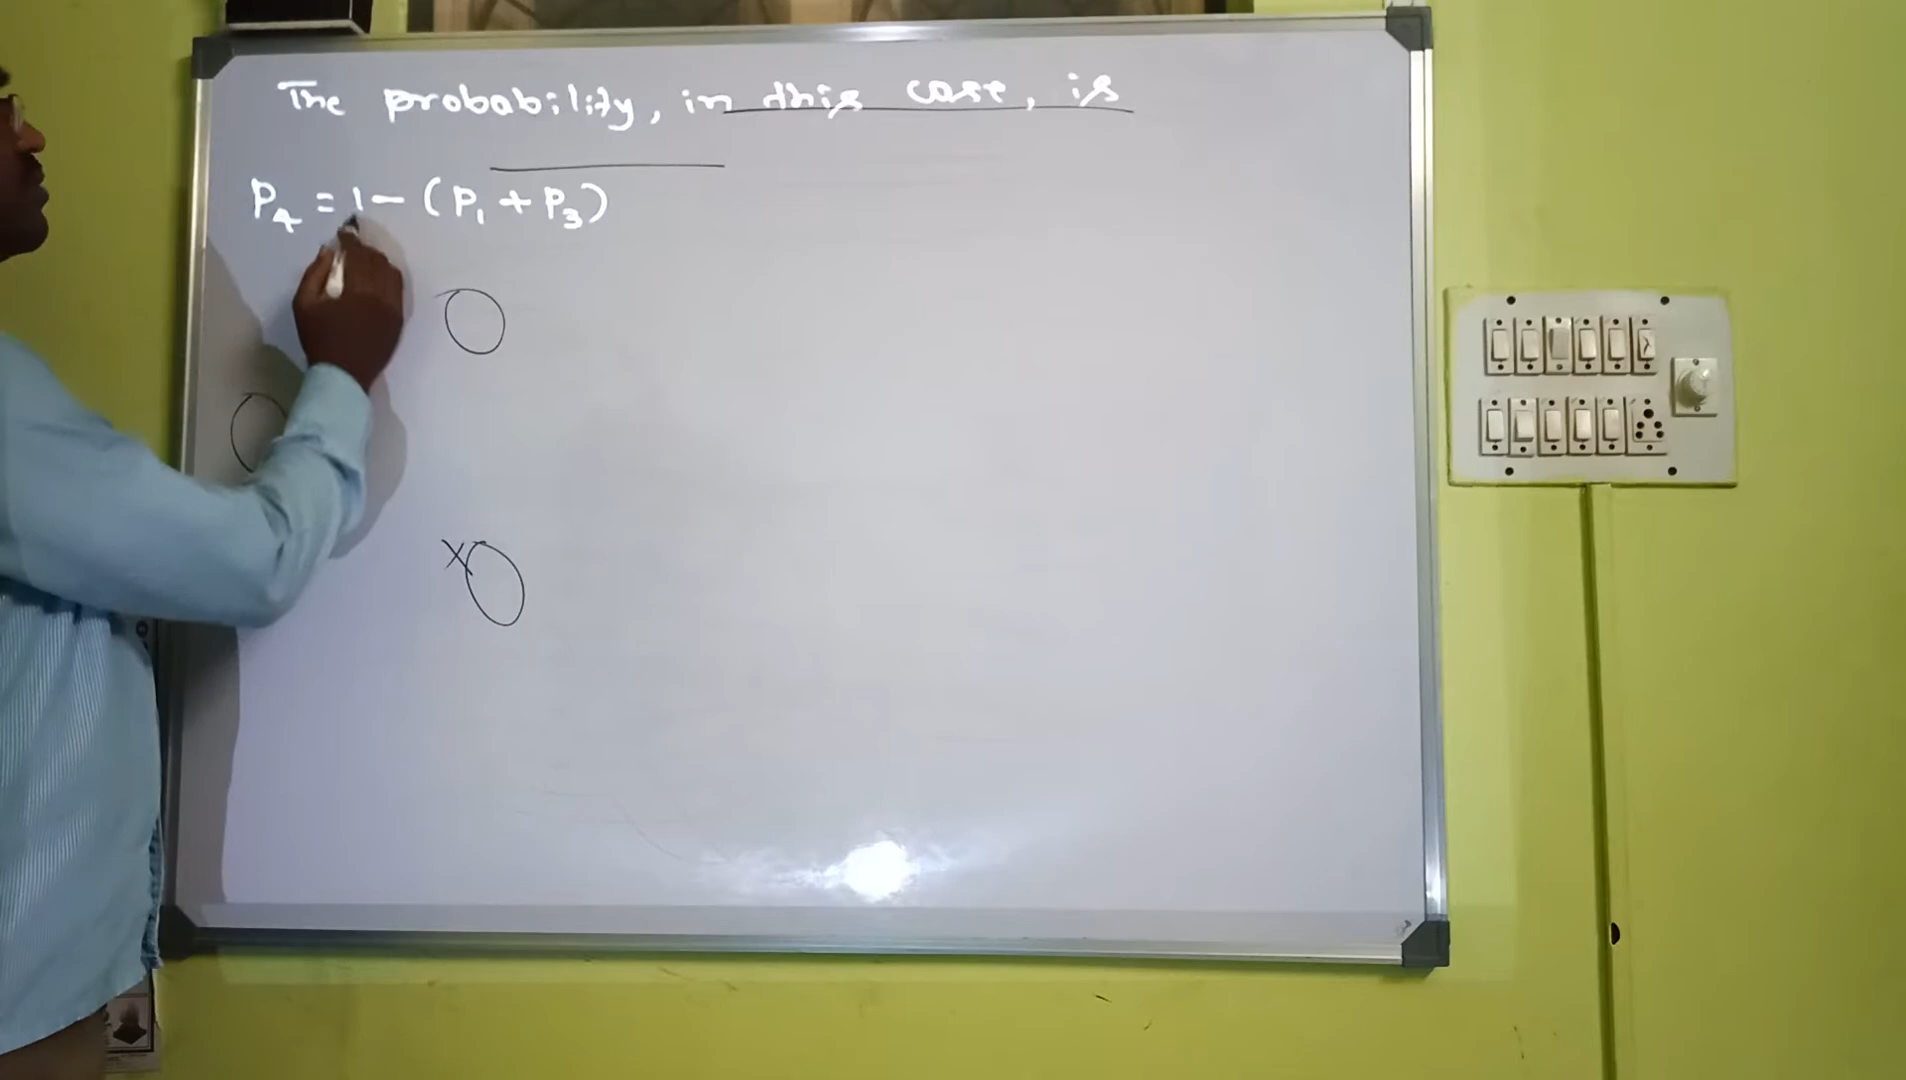 The probability, in this case, is
P₄ = 1 - (P₁ + P₃)
X